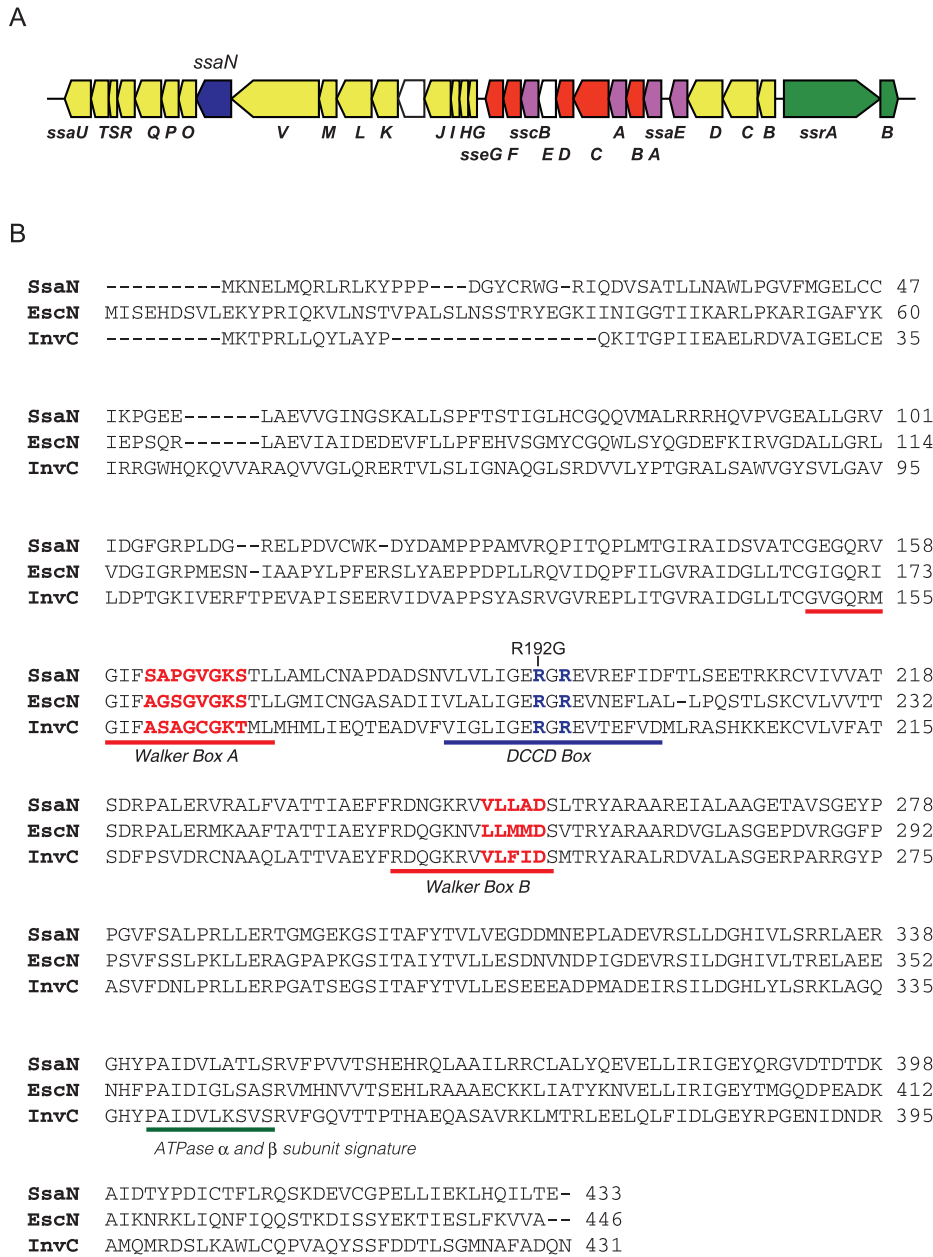 A
ssaN
ssaU T S R Q P O V M L K J I H G sscB A ssaE D C B ssrA B
sseG F E D C B A
B
SsaN ---------MKNELMQRLRLKYPPP---DGYCRWG-RIQDVSATLLNAWLPGVFMGELCC 47
EscN MISEHDSVLEKYPRIQKVLNSTVPALSLNSSTRYEGKIINIGGTIIKARLPKARIGAFYK 60
InvC ---------MKTPRLLQYLAYP----------------QKITGPIIEAELRDVAIGELCE 35
SsaN IKPGEE------LAEVVGINGSKALLSPFTSTIGLHCGQQVMALRRRHQVPVGEALLGRV 101
EscN IEPSQR------LAEVIAIDEDEVFLLPFEHVSGMYCGQWLSYQGDEFKIRVGDALLGRL 114
InvC IRRGWHQKQVVARAQVVGLQRERTVLSLIGNAQGLSRDVVLYPTGRALSAWVGYSVLGAV 95
SsaN IDGFGRPLDG--RELPDVCWK-DYDAMPPPAMVRQPITQPLMTGIRAIDSVATCGEGQRV 158
EscN VDGIGRPMESN-IAAPYLPFERSLYAEPPDPLLRQVIDQPFILGVRAIDGLLTCGIGQRI 173
InvC LDPTGKIVERFTPEVAPISEERVIDVAPPSYASRVGVREPLITGVRAIDGLLTCGVGQRM 155
R192G
SsaN GIFSAPGVGKSTLLAMLCNAPDADSNVLVLIGERGREVREFIDFTLSEETRKRCVIVVAT 218
EscN GIFAGSGVGKSTLLGMICNGASADIIVLALIGERGREVNEFLAL-LPQSTLSKCVLVVTT 232
InvC GIFASAGCGKTMLMHMLIEQTEADVFVIGLIGERGREVTEFVDMLRASHKKEKCVLVFAT 215
Walker Box A DCCD Box
SsaN SDRPALERVRALFVATTIAEFFRDNGKRVVLLADSLTRYARAAREIALAAGETAVSGEYP 278
EscN SDRPALERMKAAFTATTIAEYFRDQGKNVLLMMDSVTRYARAARDVGLASGEPDVRGGFP 292
InvC SDFPSVDRCNAAQLATTVAEYFRDQGKRVVLFIDSMTRYARALRDVALASGERPARRGYP 275
Walker Box B
SsaN PGVFSALPRLLERTGMGEKGSITAFYTVLVEGDDMNEPLADEVRSLLDGHIVLSRRLAER 338
EscN PSVFSSLPKLLERAGPAPKGSITAIYTVLLESDNVNDPIGDEVRSILDGHIVLTRELAEE 352
InvC ASVFDNLPRLLERPGATSEGSITAFYTVLLESEEEADPMADEIRSILDGHLYLSRKLAGQ 335
SsaN GHYPAIDVLATLSRVFPVVTSHEHRQLAAILRRCLALYQEVELLIRIGEYQRGVDTDTDK 398
EscN NHFPAIDIGLSASRVMHNVVTSEHLRAAAECKKLIATYKNVELLIRIGEYTMGQDPEADK 412
InvC GHYPAIDVLKSVSRVFGQVTTPTHAEQASAVRKLMTRLEELQLFIDLGEYRPGENIDNDR 395
ATPase α and β subunit signature
SsaN AIDTYPDICTFLRQSKDEVCGPELLIEKLHQILTE- 433
EscN AIKNRKLIQNFIQQSTKDISSYEKTIESLFKVVA-- 446
InvC AMQMRDSLKAWLCQPVAQYSSFDDTLSGMNAFADQN 431